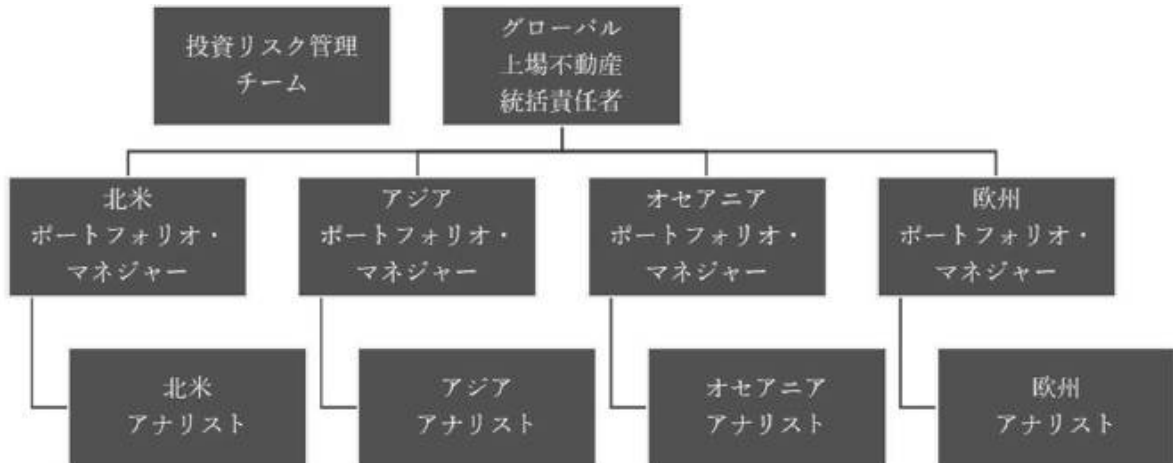 投資リスク管理
チーム
グローバル
上場不動産
統括責任者
北米
ポートフォリオ・
マネジャー
アジア
ポートフォリオ・
マネジャー
オセアニア
ポートフォリオ・
マネジャー
欧州
ポートフォリオ・
マネジャー
北米
アナリスト
アジア
アナリスト
オセアニア
アナリスト
欧州
アナリスト